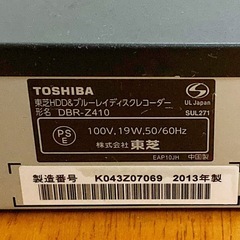 TOSHIBA
東芝HDD&ブルーレイディスクレコーダー
形名 DBR-Z410
S
UL Japan
SUL271
PS
E
100V, 19W, 50/60Hz
株式会社 東芝
EAP10JH
中国製
製造番号 K043Z07069 2013年製